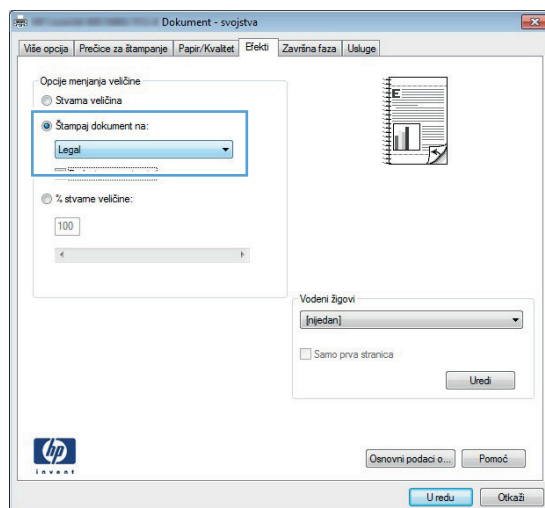 Dokument - svojstva
Više opcija Prečice za štampanje Papir/Kvalitet Efekti Završna faza Usluge
Opcije menjanja veličine
Stvarna veličina
Štampaj dokument na:
Legal
% stvarne veličine:
100
E
Vodeni žigovi
[nijedan]
Samo prva stranica
Uredi
hp
invent
Osnovni podaci o... Pomoć
U redu Otkaži